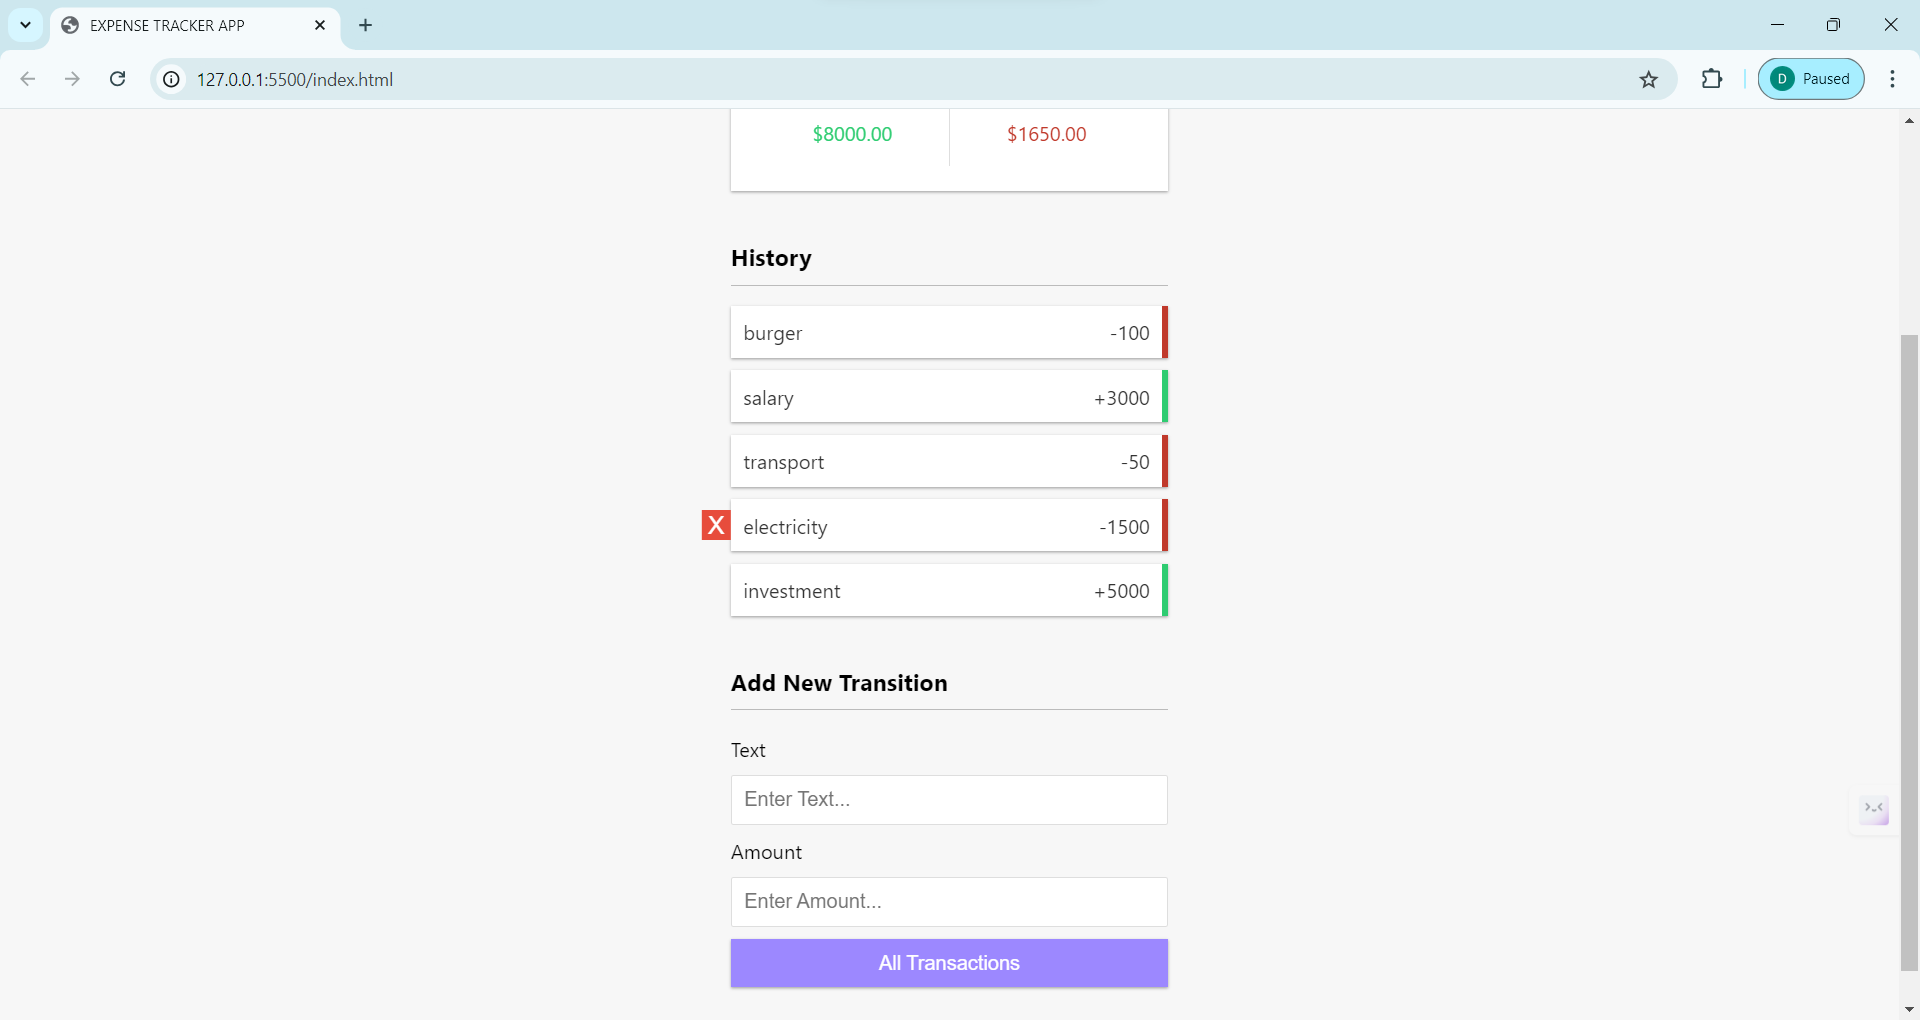 EXPENSE TRACKER APP
127.0.0.1:5500/index.html
D Paused
$8000.00 $1650.00
History
burger -100
salary +3000
transport -50
X electricity -1500
investment +5000
Add New Transition
Text
Enter Text...
Amount
Enter Amount...
All Transactions